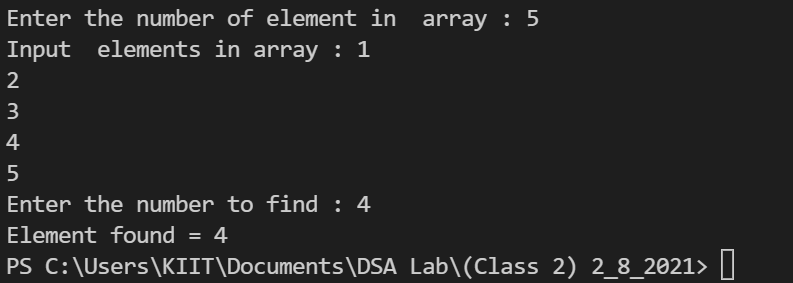 Enter the number of element in  array : 5
Input  elements in array : 1
2
3
4
5
Enter the number to find : 4
Element found = 4
PS C:\Users\KIIT\Documents\DSA Lab\(Class 2) 2_8_2021>